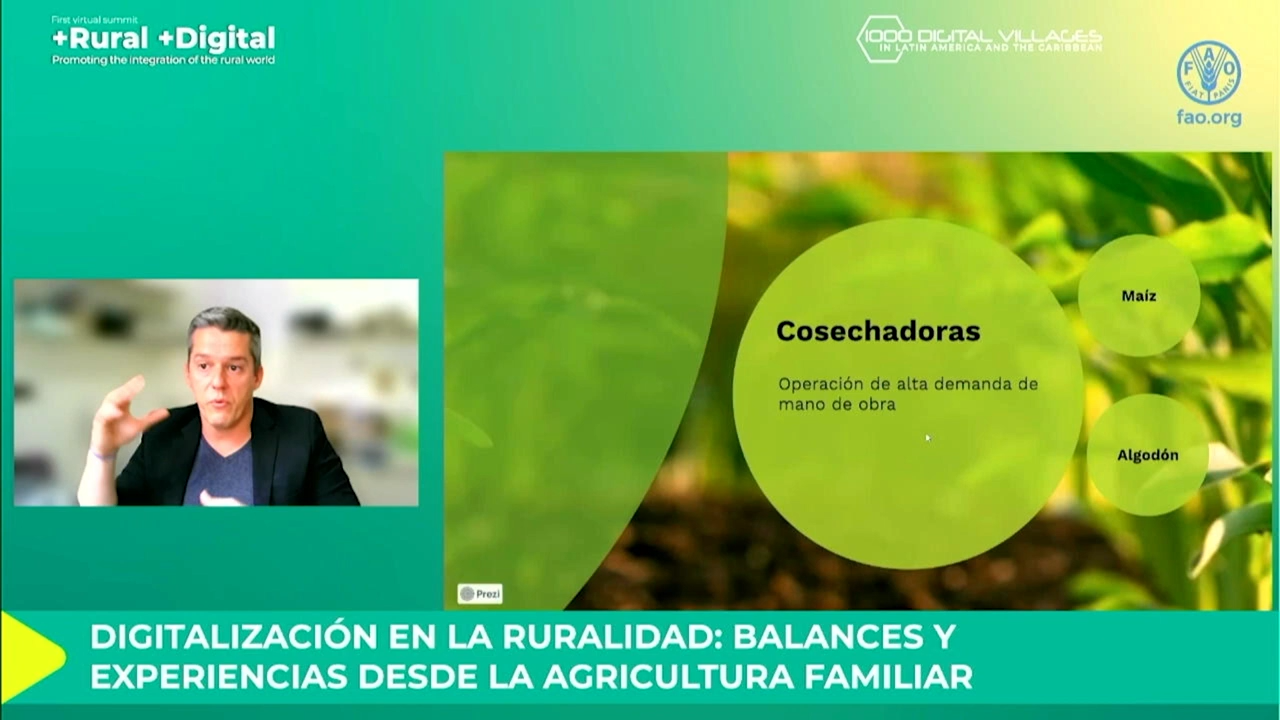 First virtual summit
+Rural +Digital
Promoting the integration of the rural world
1000 DIGITAL VILLAGES
IN LATIN AMERICA AND THE CARIBBEAN
F A O
FIAT PANIS
fao.org
Cosechadoras
Operación de alta demanda de
mano de obra
Maíz
Algodón
Prezi
DIGITALIZACIÓN EN LA RURALIDAD: BALANCES Y
EXPERIENCIAS DESDE LA AGRICULTURA FAMILIAR